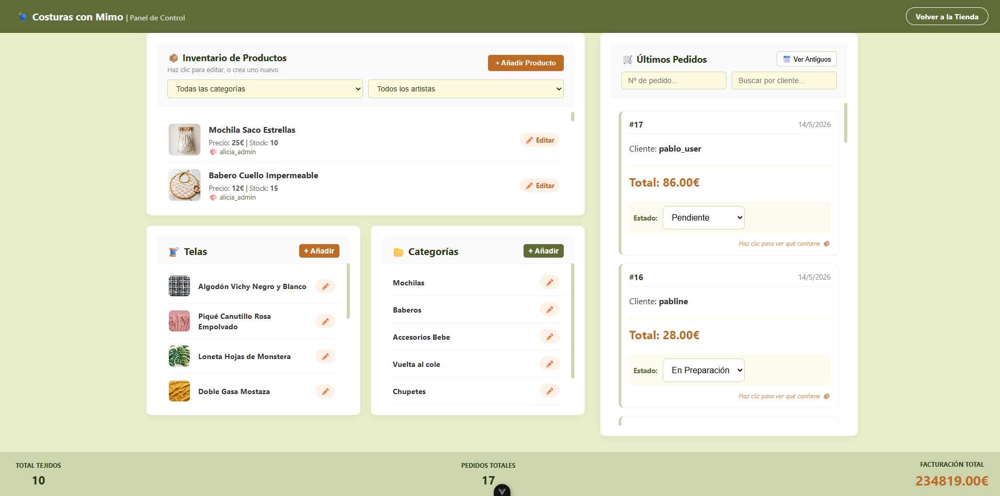 Costuras con Mimo | Panel de Control
Volver a la Tienda
Inventario de Productos
Haz clic para editar, o crea uno nuevo
+ Añadir Producto
Todas las categorías
Todos los artistas
Mochila Saco Estrellas
Precio: 25€ | Stock: 10
alicia_admin
Editar
Babero Cuello Impermeable
Precio: 12€ | Stock: 15
alicia_admin
Editar
Telas
+ Añadir
Algodón Vichy Negro y Blanco
Piqué Canutillo Rosa
Empolvado
Loneta Hojas de Monstera
Doble Gasa Mostaza
Categorías
+ Añadir
Mochilas
Baberos
Accesorios Bebe
Vuelta al cole
Chupetes
Últimos Pedidos
Ver Antiguos
Nº de pedido...
Buscar por cliente...
#17
14/5/2026
Cliente: pablo_user
Total: 86.00€
Estado:
Pendiente
Haz clic para ver qué contiene
#16
14/5/2026
Cliente: pabline
Total: 28.00€
Estado:
En Preparación
Haz clic para ver qué contiene
TOTAL TEJIDOS
10
PEDIDOS TOTALES
17
FACTURACIÓN TOTAL
234819.00€